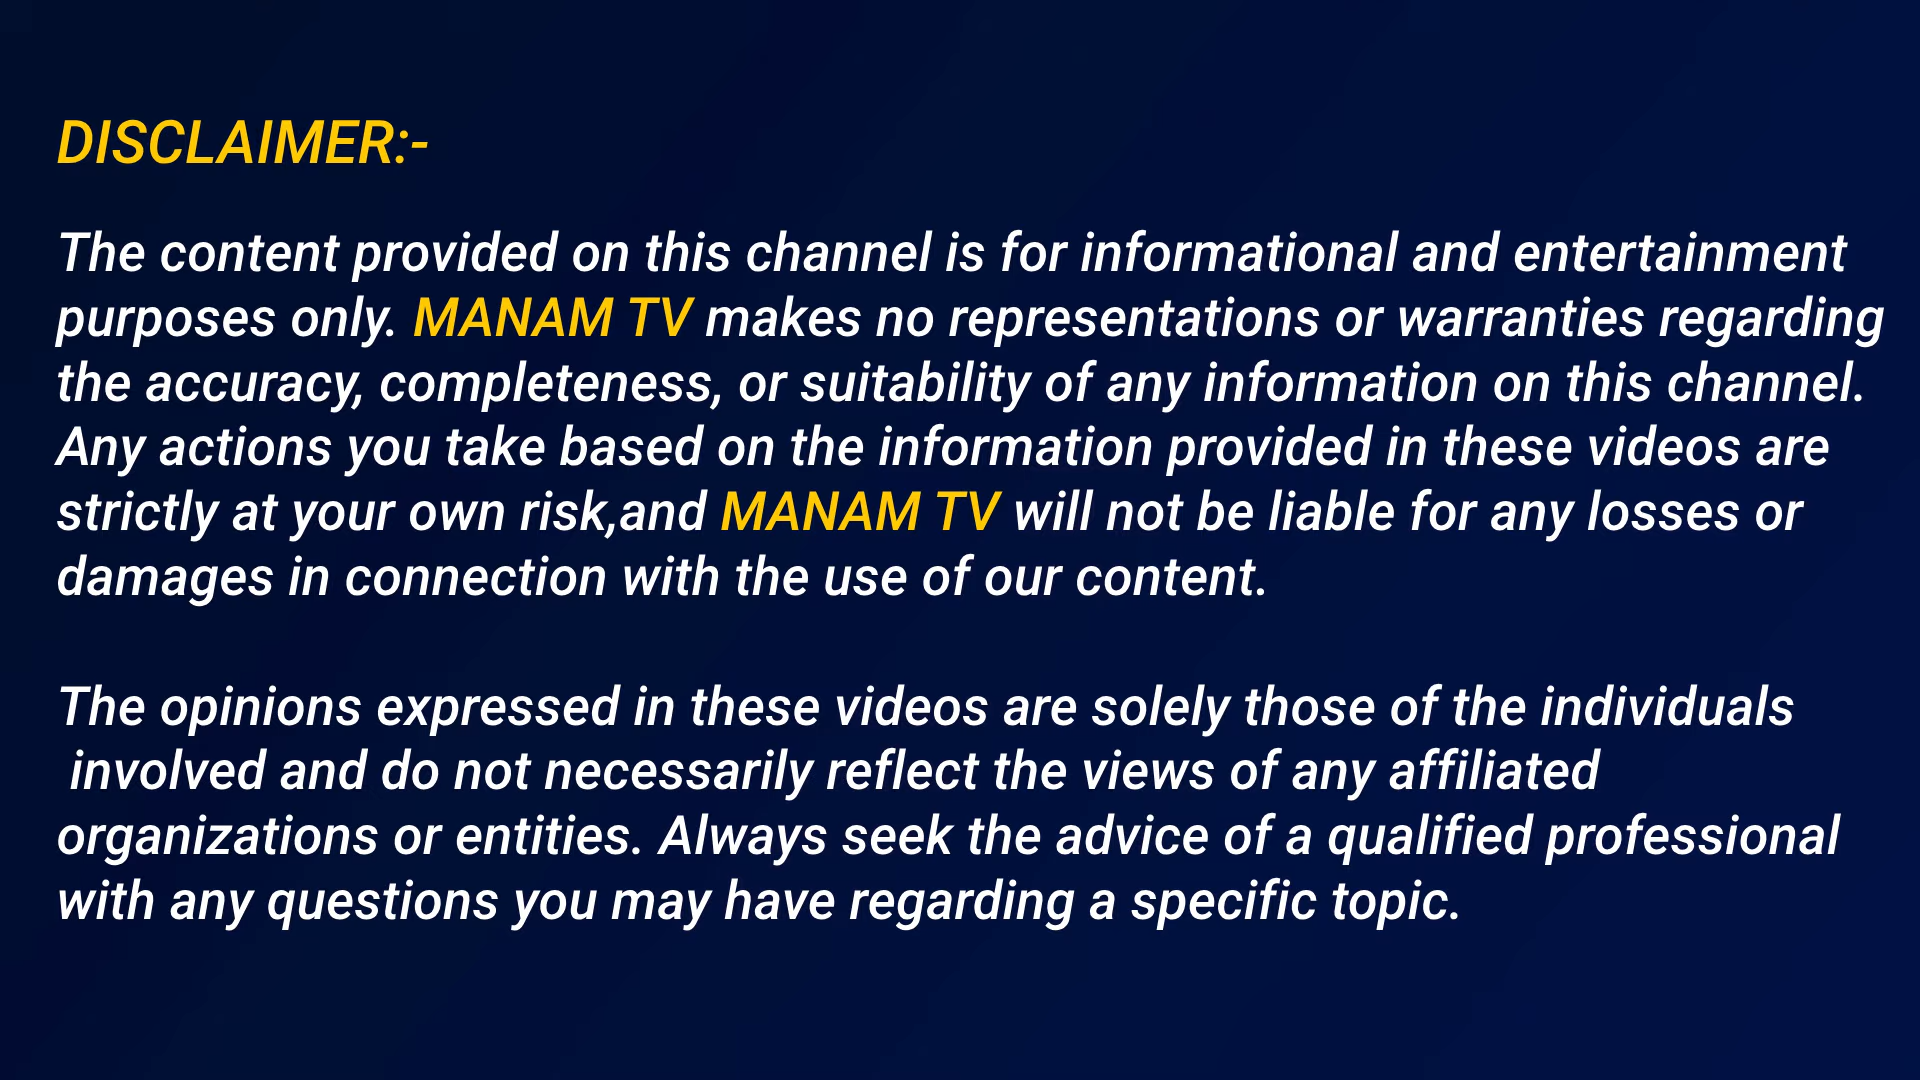 DISCLAIMER:-
The content provided on this channel is for informational and entertainment
purposes only. MANAM TV makes no representations or warranties regarding
the accuracy, completeness, or suitability of any information on this channel.
Any actions you take based on the information provided in these videos are
strictly at your own risk,and MANAM TV will not be liable for any losses or
damages in connection with the use of our content.
The opinions expressed in these videos are solely those of the individuals
involved and do not necessarily reflect the views of any affiliated
organizations or entities. Always seek the advice of a qualified professional
with any questions you may have regarding a specific topic.